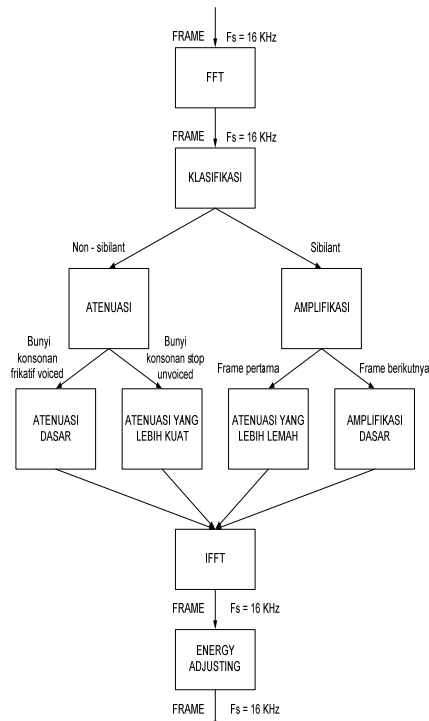 FRAME Fs = 16 KHz
FFT
FRAME Fs = 16 KHz
KLASIFIKASI
Non - sibilant
Sibilant
ATENUASI
AMPLIFIKASI
Bunyi
konsonan
frikatif voiced
Bunyi
konsonan stop
unvoiced
Frame pertama
Frame berikutnya
ATENUASI
DASAR
ATENUASI YANG
LEBIH KUAT
ATENUASI YANG
LEBIH LEMAH
AMPLIFIKASI
DASAR
IFFT
FRAME Fs = 16 KHz
ENERGY
ADJUSTING
FRAME Fs = 16 KHz